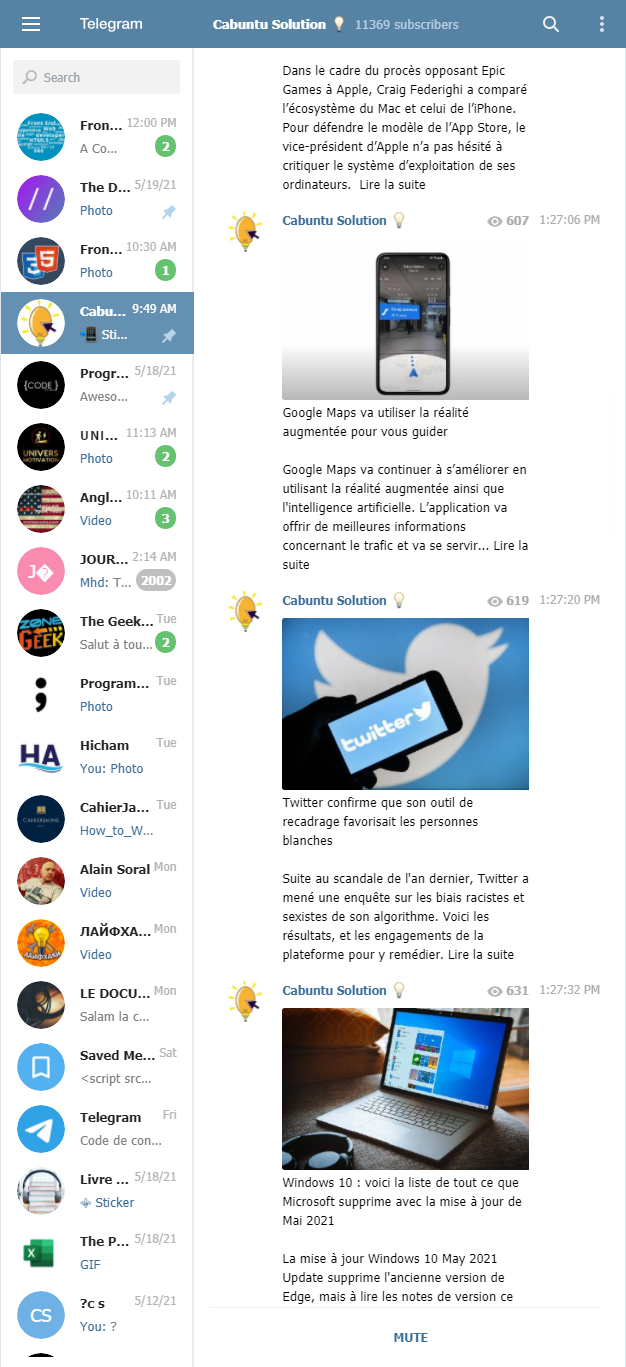 Telegram
Cabuntu Solution 💡 11369 subscribers
Search
Fron... 12:00 PM
A Co... 2
The D... 5/19/21
Photo
Fron... 10:30 AM
Photo 1
Cabu... 9:49 AM
📲 Sti...
Progr... 5/18/21
Aweso...
{CODE }
UNI... 11:13 AM
Photo 2
UNIVERS
MOTIVATION
Angl... 10:11 AM
Video 3
J�
JOUR... 2:14 AM
Mhd: T... 2002
ZONE
GEEK
The Geek... Tue
Salut à tou... 2
Program... Tue
Photo
HA
Hicham Tue
You: Photo
CAHIERJAUNE
CahierJa... Tue
How_to_W...
Alain Soral Mon
Video
ЛАЙФХАКИ
ЛАЙФХА... Mon
Video
LE DOCU... Mon
Salam la c...
Saved Me... Sat
<script src...
Telegram Fri
Code de con...
Livre ... 5/18/21
⚜ Sticker
X
The P... 5/18/21
GIF
CS
?c s 5/12/21
You: ?
Dans le cadre du procès opposant Epic
Games à Apple, Craig Federighi a comparé
l’écosystème du Mac et celui de l’iPhone.
Pour défendre le modèle de l’App Store, le
vice-président d’Apple n’a pas hésité à
critiquer le système d’exploitation de ses
ordinateurs.  Lire la suite
Cabuntu Solution 💡 607 1:27:06 PM
Google Maps va utiliser la réalité
augmentée pour vous guider
Google Maps va continuer à s’améliorer en
utilisant la réalité augmentée ainsi que
l'intelligence artificielle. L’application va
offrir de meilleures informations
concernant le trafic et va se servir... Lire la
suite
Cabuntu Solution 💡 619 1:27:20 PM
twitter
Twitter confirme que son outil de
recadrage favorisait les personnes
blanches
Suite au scandale de l'an dernier, Twitter a
mené une enquête sur les biais racistes et
sexistes de son algorithme. Voici les
résultats, et les engagements de la
plateforme pour y remédier. Lire la suite
Cabuntu Solution 💡 631 1:27:32 PM
Windows 10 : voici la liste de tout ce que
Microsoft supprime avec la mise à jour de
Mai 2021
La mise à jour Windows 10 May 2021
Update supprime l'ancienne version de
Edge, mais à lire les notes de version ce
MUTE